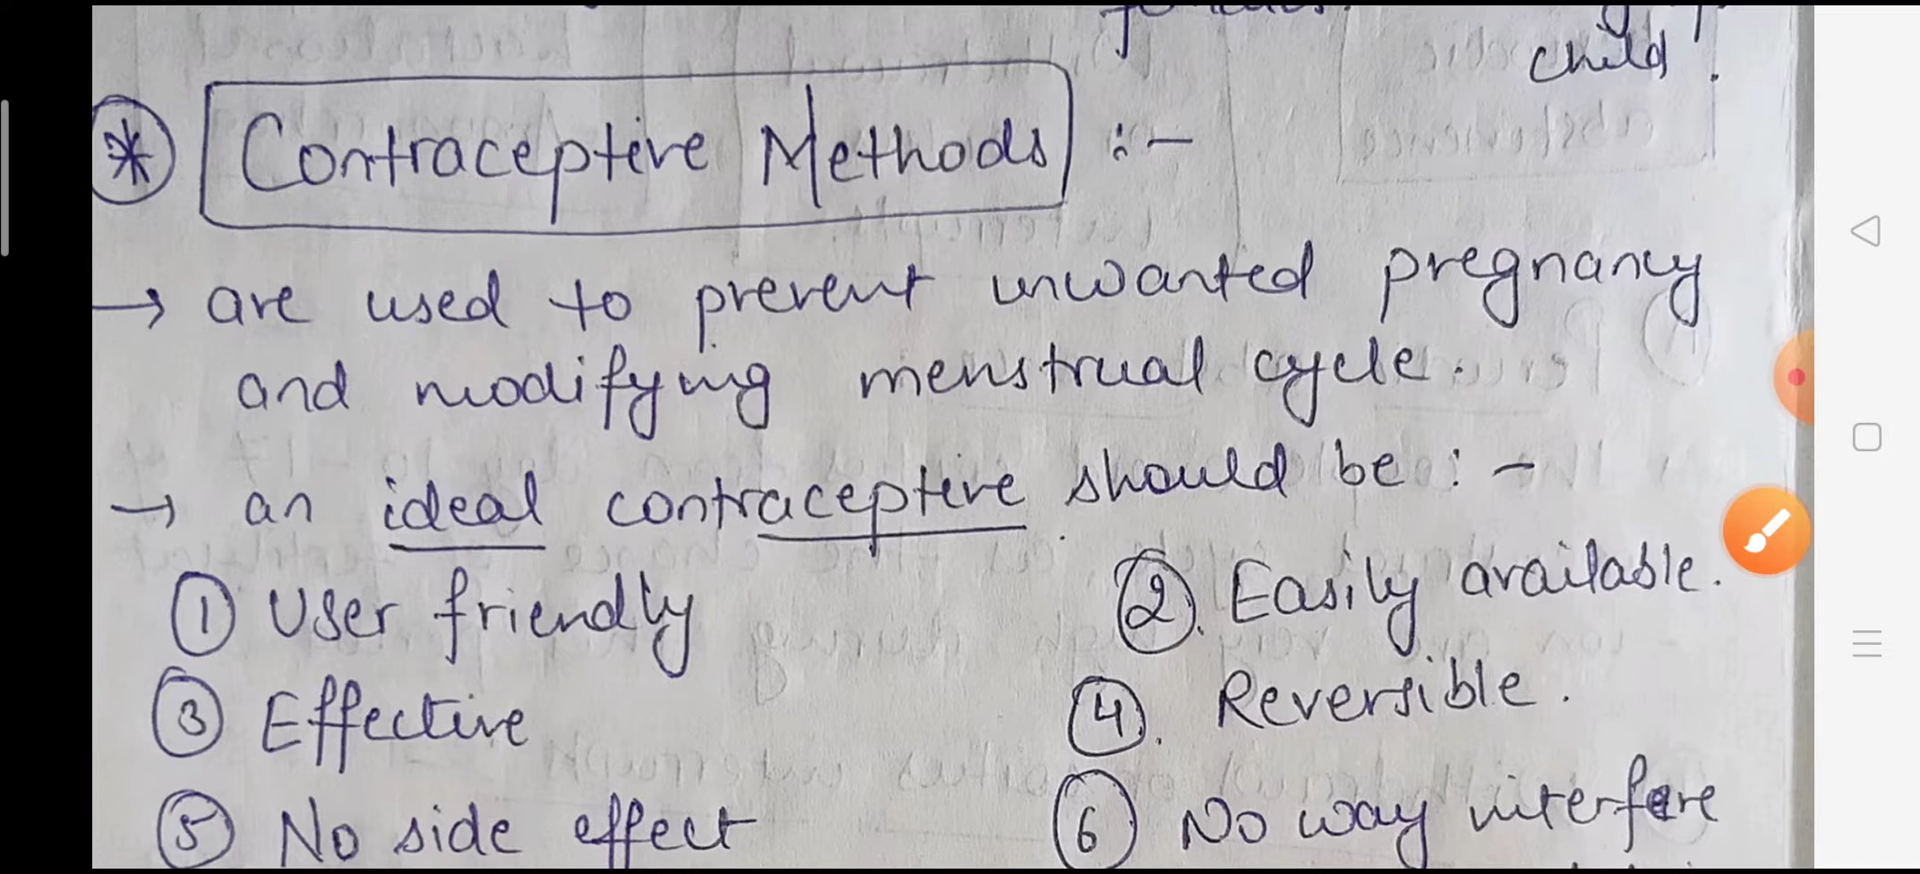 child.
* Contraceptive Methods :-
→ are used to prevent unwanted pregnancy
and modifying menstrual cycle.
→ an ideal contraceptive should be :-
① User friendly ②. Easily available.
③ Effective ④. Reversible.
⑤ No side effect ⑥ No way interfere